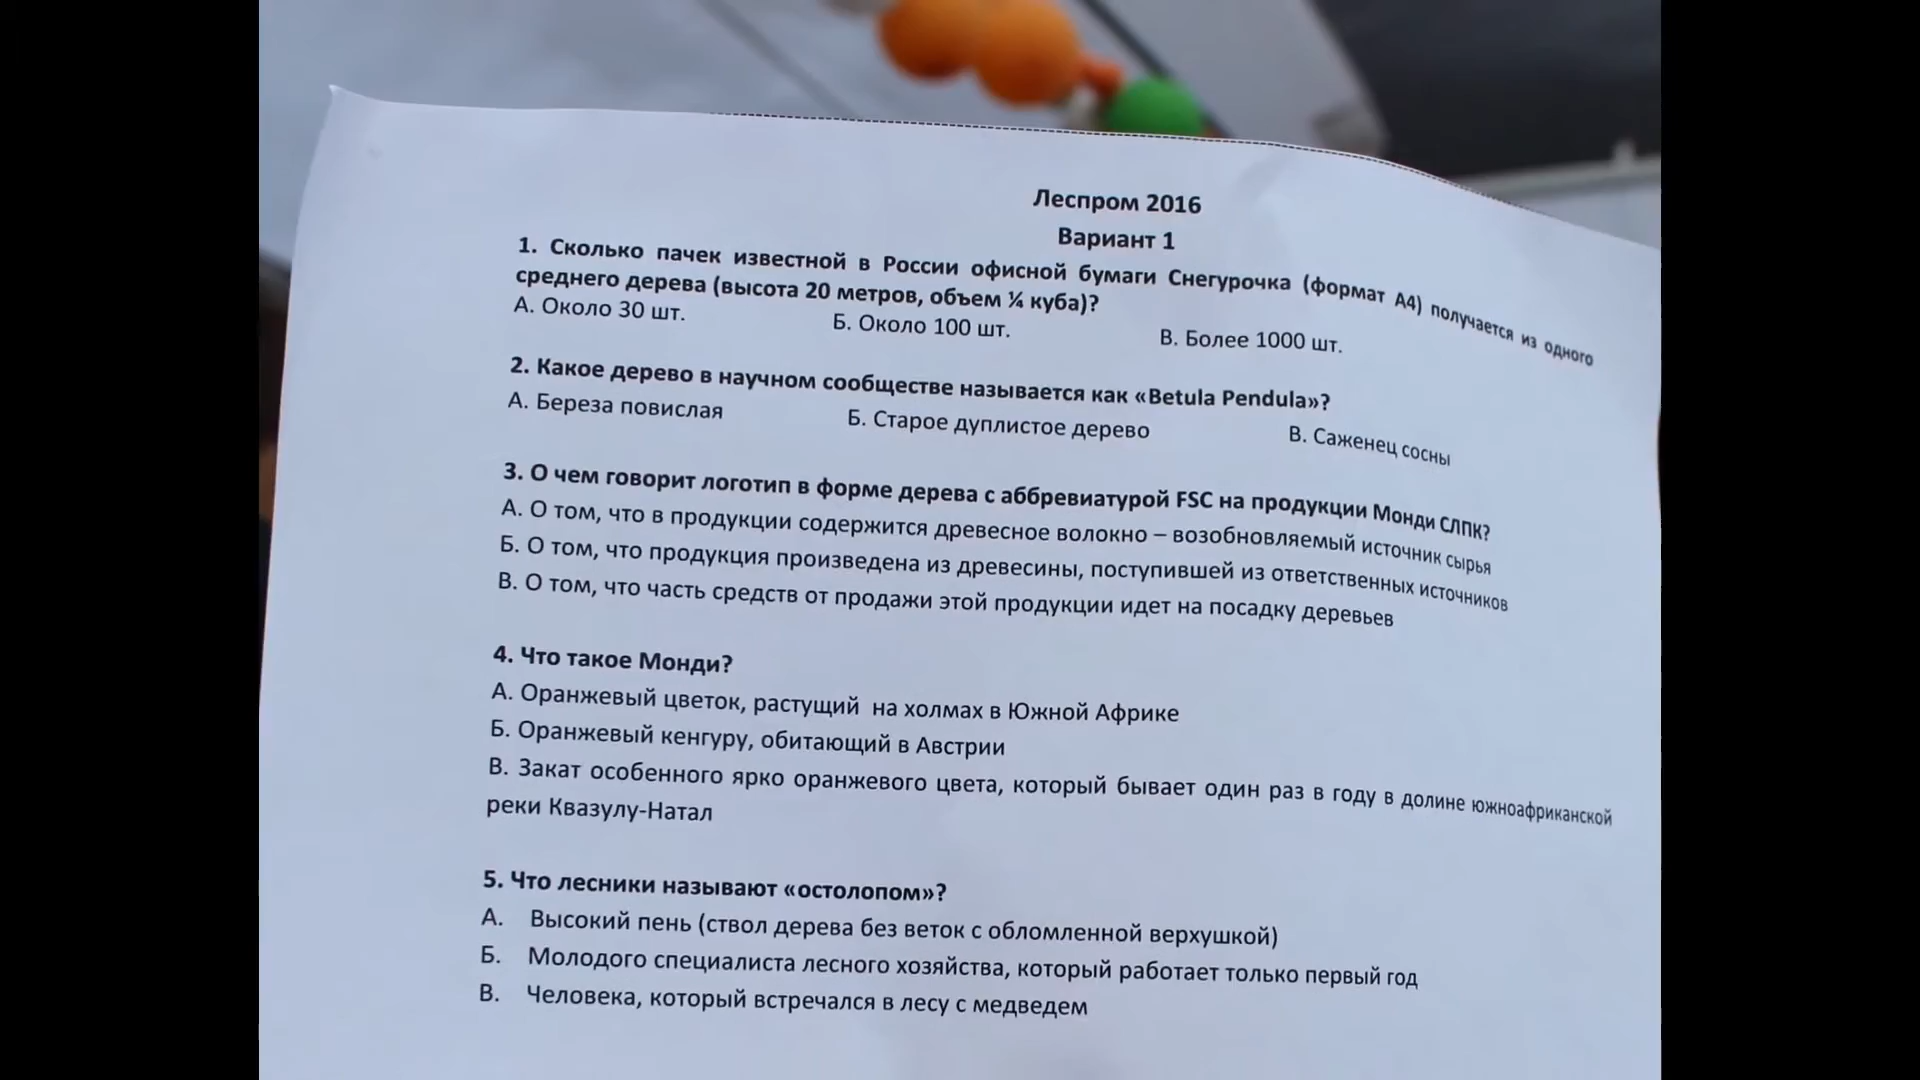 Леспром 2016
Вариант 1
1. Сколько пачек известной в России офисной бумаги Снегурочка (формат А4) получается из одного
среднего дерева (высота 20 метров, объем ¼ куба)?
А. Около 30 шт. Б. Около 100 шт. В. Более 1000 шт.
2. Какое дерево в научном сообществе называется как «Betula Pendula»?
А. Береза повислая Б. Старое дуплистое дерево В. Саженец сосны
3. О чем говорит логотип в форме дерева с аббревиатурой FSC на продукции Монди СЛПК?
А. О том, что в продукции содержится древесное волокно – возобновляемый источник сырья
Б. О том, что продукция произведена из древесины, поступившей из ответственных источников
В. О том, что часть средств от продажи этой продукции идет на посадку деревьев
4. Что такое Монди?
А. Оранжевый цветок, растущий на холмах в Южной Африке
Б. Оранжевый кенгуру, обитающий в Австрии
В. Закат особенного ярко оранжевого цвета, который бывает один раз в году в долине южноафриканской
реки Квазулу-Натал
5. Что лесники называют «остолопом»?
А. Высокий пень (ствол дерева без веток с обломленной верхушкой)
Б. Молодого специалиста лесного хозяйства, который работает только первый год
В. Человека, который встречался в лесу с медведем